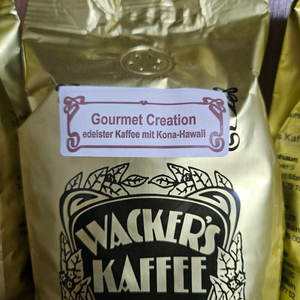 Gourmet Creation
edelster Kaffee mit Kona-Hawaii
WACKER'S
KAFFEE